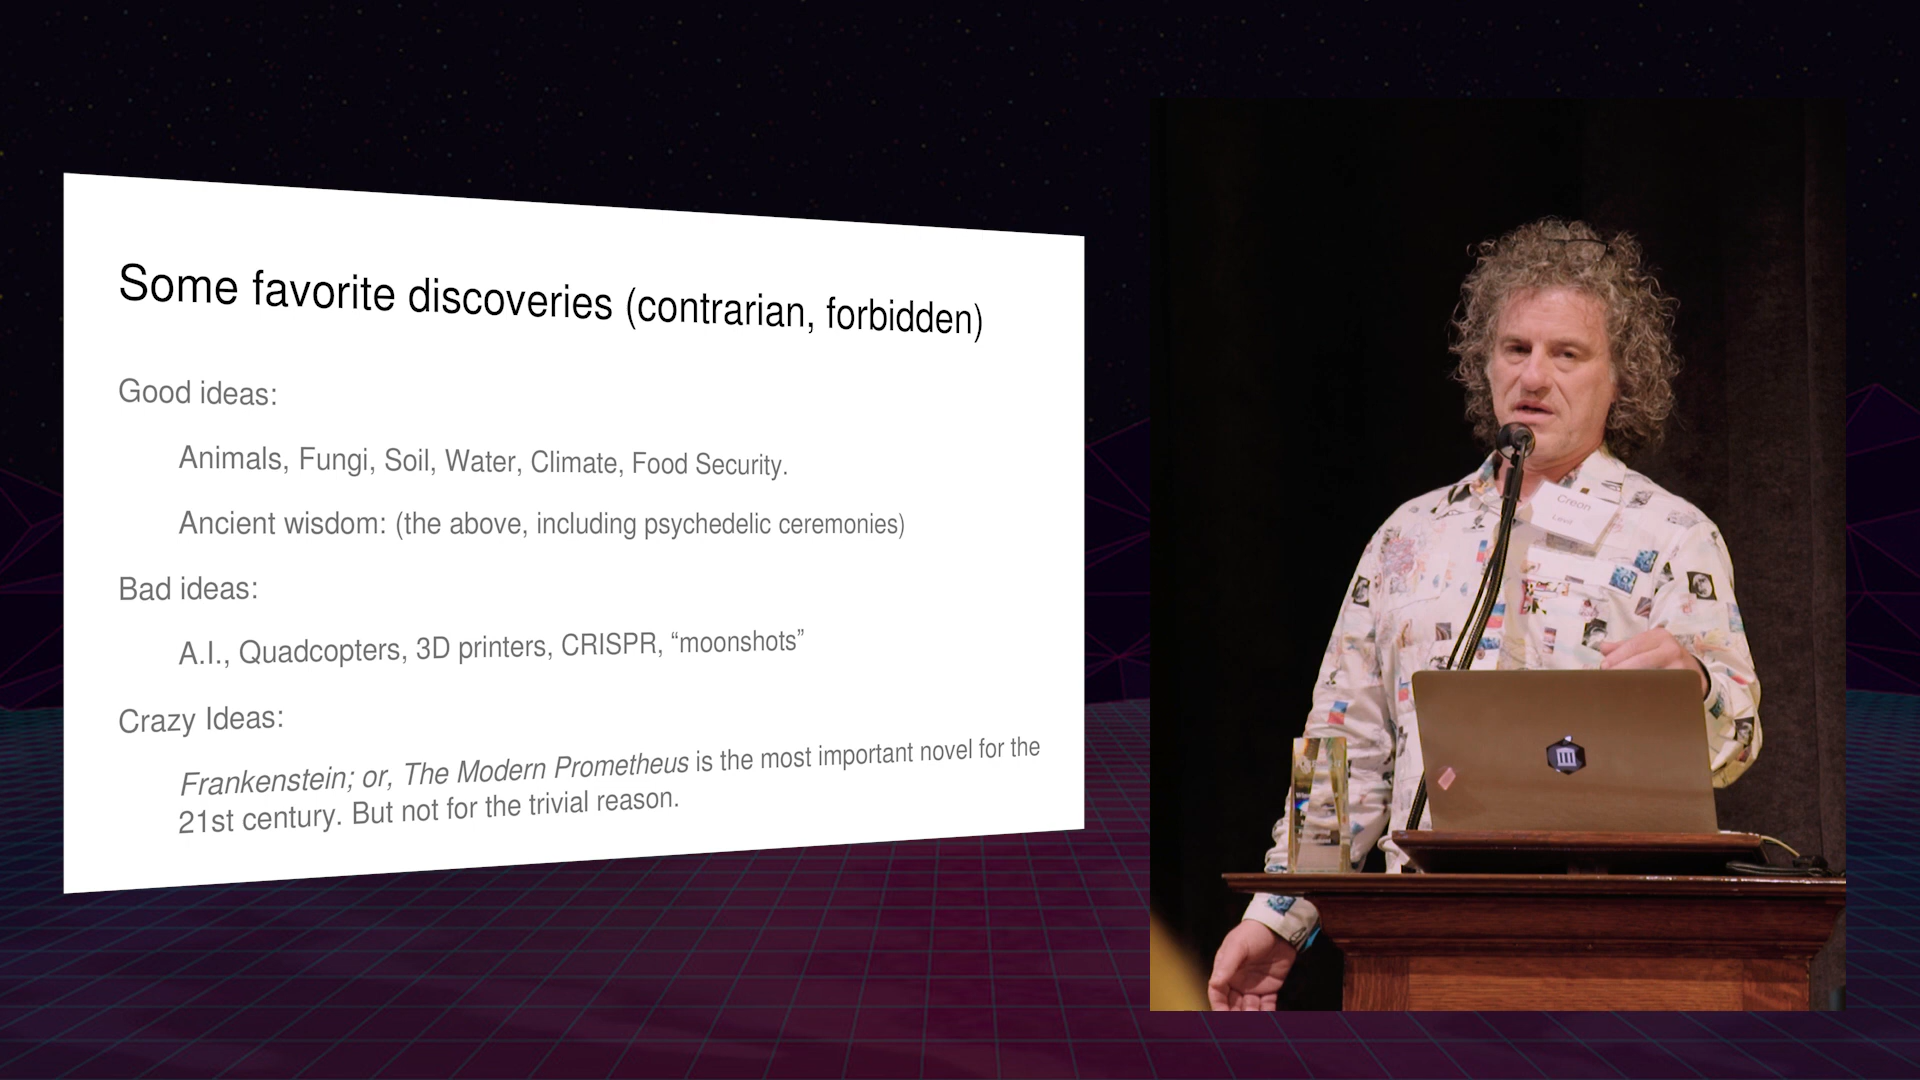 Some favorite discoveries (contrarian, forbidden)
Good ideas:
Animals, Fungi, Soil, Water, Climate, Food Security.
Ancient wisdom: (the above, including psychedelic ceremonies)
Bad ideas:
A.I., Quadcopters, 3D printers, CRISPR, “moonshots”
Crazy Ideas:
Frankenstein; or, The Modern Prometheus is the most important novel for the
21st century. But not for the trivial reason.
Creon
Levit